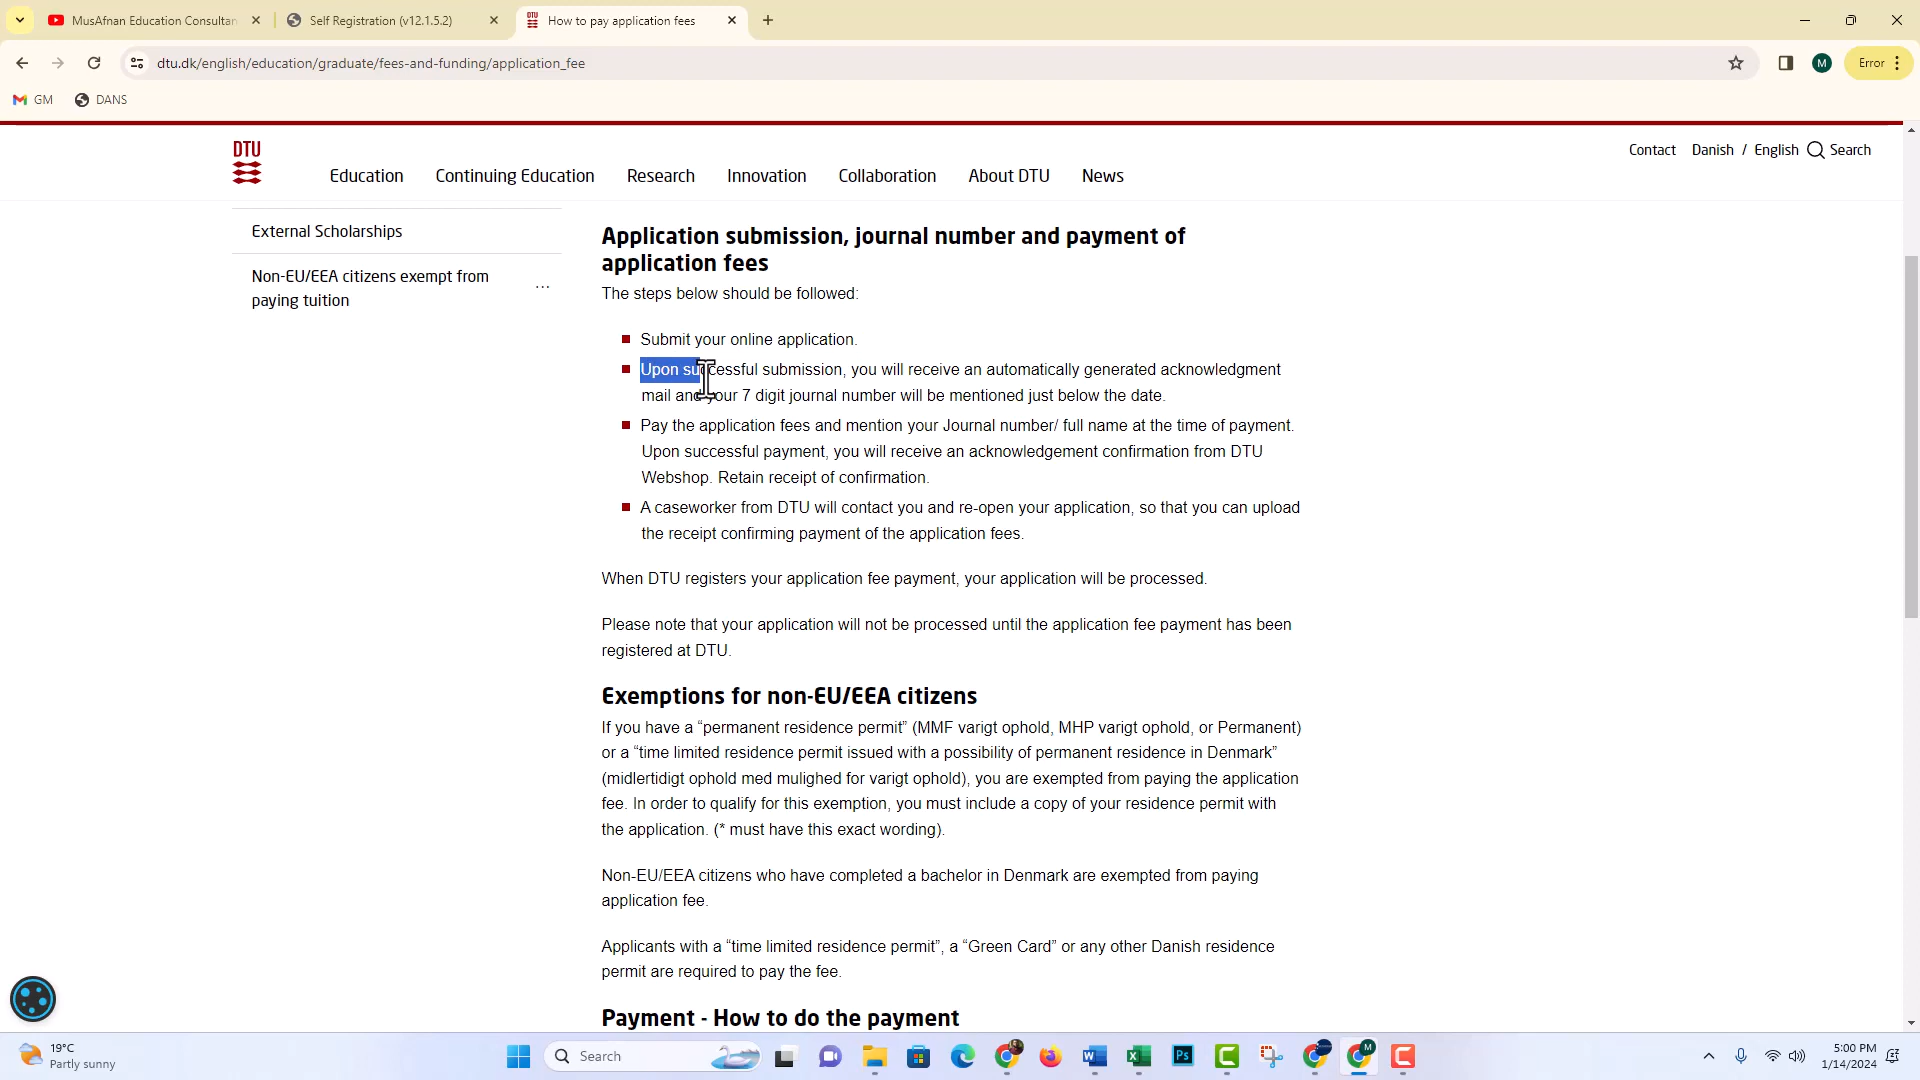 MusAfnan Education Consultan
Self Registration (v12.1.5.2)
How to pay application fees
dtu.dk/english/education/graduate/fees-and-funding/application_fee
M
Error
GM
DANS
DTU
Education
Continuing Education
Research
Innovation
Collaboration
About DTU
News
Contact
Danish / English
Search
External Scholarships
Non-EU/EEA citizens exempt from
paying tuition
...
Application submission, journal number and payment of
application fees
The steps below should be followed:
Submit your online application.
Upon successful submission, you will receive an automatically generated acknowledgment
mail and your 7 digit journal number will be mentioned just below the date.
Pay the application fees and mention your Journal number/ full name at the time of payment.
Upon successful payment, you will receive an acknowledgement confirmation from DTU
Webshop. Retain receipt of confirmation.
A caseworker from DTU will contact you and re-open your application, so that you can upload
the receipt confirming payment of the application fees.
When DTU registers your application fee payment, your application will be processed.
Please note that your application will not be processed until the application fee payment has been
registered at DTU.
Exemptions for non-EU/EEA citizens
If you have a “permanent residence permit” (MMF varigt ophold, MHP varigt ophold, or Permanent)
or a “time limited residence permit issued with a possibility of permanent residence in Denmark”
(midlertidigt ophold med mulighed for varigt ophold), you are exempted from paying the application
fee. In order to qualify for this exemption, you must include a copy of your residence permit with
the application. (* must have this exact wording).
Non-EU/EEA citizens who have completed a bachelor in Denmark are exempted from paying
application fee.
Applicants with a “time limited residence permit”, a “Green Card” or any other Danish residence
permit are required to pay the fee.
Payment - How to do the payment
19°C
Partly sunny
Search
W
X
Ps
M
5:00 PM
1/14/2024